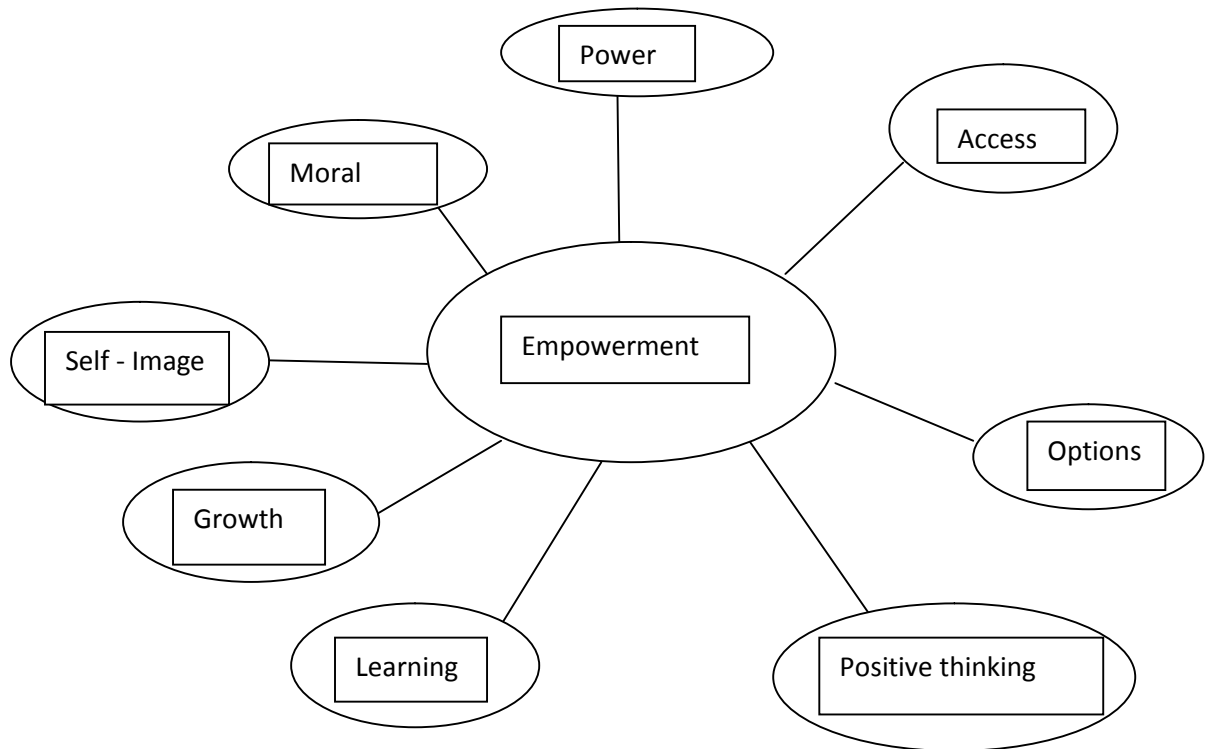 Power
Access
Moral
Empowerment
Self - Image
Options
Growth
Learning
Positive thinking